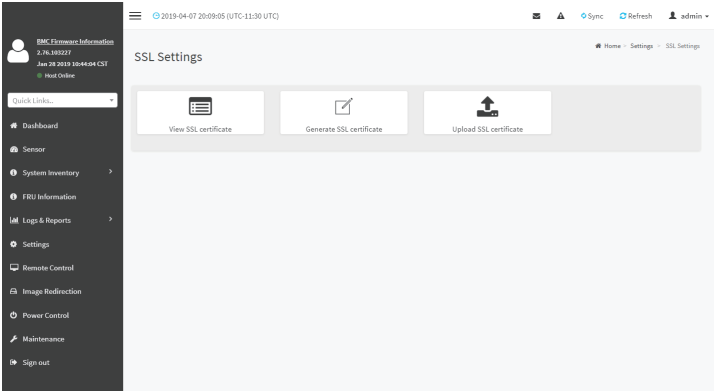 BMC Firmware Information
2.76.103227
Jan 28 2019 10:44:04 CST
Host Online
Quick Links..
Dashboard
Sensor
System Inventory
FRU Information
Logs & Reports
Settings
Remote Control
Image Redirection
Power Control
Maintenance
Sign out
2019-04-07 20:09:05 (UTC-11:30 UTC)
Sync
Refresh
admin
SSL Settings
Home > Settings > SSL Settings
View SSL certificate
Generate SSL certificate
Upload SSL certificate